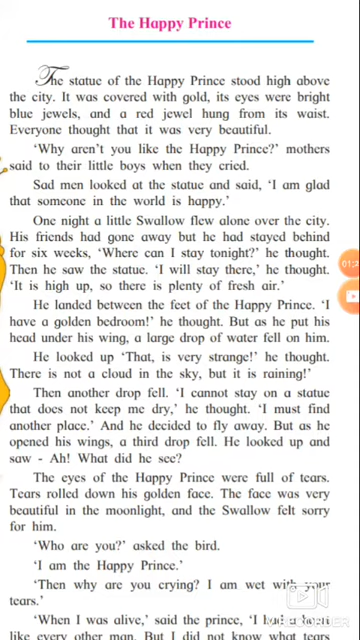 The Happy Prince
The statue of the Happy Prince stood high above
the city. It was covered with gold, its eyes were bright
blue jewels, and a red jewel hung from its waist.
Everyone thought that it was very beautiful.
‘Why aren’t you like the Happy Prince?’ mothers
said to their little boys when they cried.
Sad men looked at the statue and said, ‘I am glad
that someone in the world is happy.’
One night a little Swallow flew alone over the city.
His friends had gone away but he had stayed behind
for six weeks, ‘Where can I stay tonight?’ he thought.
Then he saw the statue. ‘I will stay there,’ he thought.
‘It is high up, so there is plenty of fresh air.’
He landed between the feet of the Happy Prince. ‘I
have a golden bedroom!’ he thought. But as he put his
head under his wing, a large drop of water fell on him.
He looked up ‘That, is very strange!’ he thought.
There is not a cloud in the sky, but it is raining!’
Then another drop fell. ‘I cannot stay on a statue
that does not keep me dry,’ he thought. ‘I must find
another place.’ And he decided to fly away. But as he
opened his wings, a third drop fell. He looked up and
saw - Ah! What did he see?
The eyes of the Happy Prince were full of tears.
Tears rolled down his golden face. The face was very
beautiful in the moonlight, and the Swallow felt sorry
for him.
‘Who are you?’ asked the bird.
‘I am the Happy Prince.’
‘Then why are you crying? I am wet with your
tears.’
‘When I was alive,’ said the prince, ‘I had a heart
like every other man. But I did not know what tears